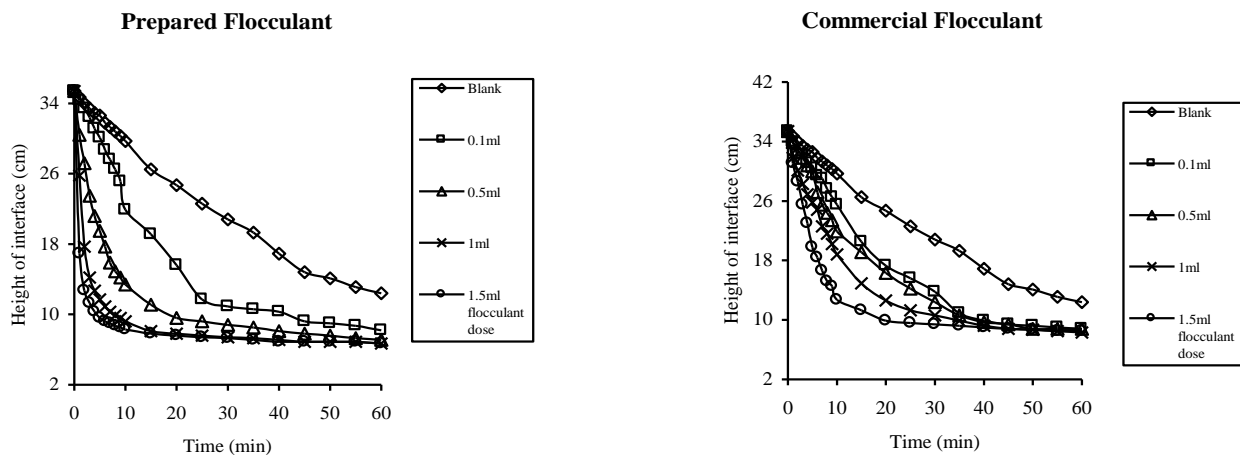 Prepared Flocculant
Height of interface (cm)
34
26
18
10
2
0 10 20 30 40 50 60
Time (min)
Blank
0.1ml
0.5ml
1ml
1.5ml
flocculant
dose
Commercial Flocculant
Height of interface (cm)
42
34
26
18
10
2
0 10 20 30 40 50 60
Time (min)
Blank
0.1ml
0.5ml
1ml
1.5ml
flocculant
dose